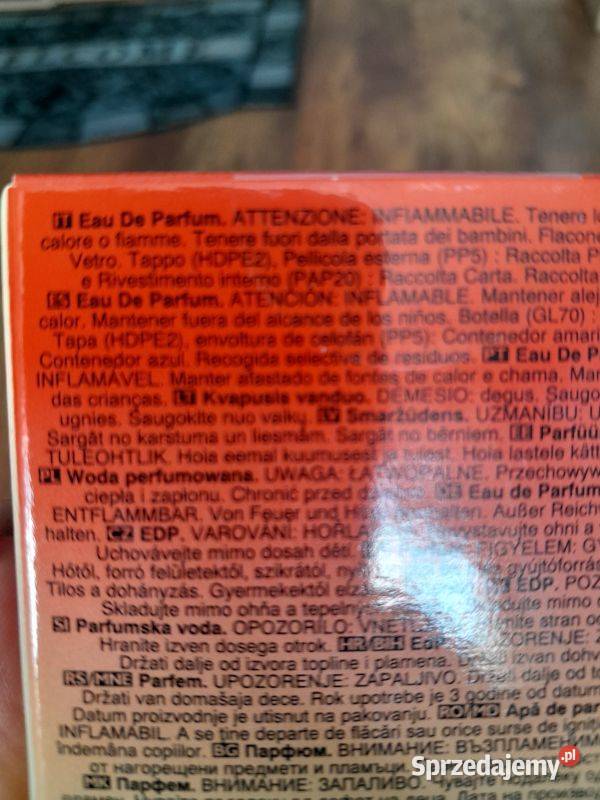 IT Eau De Parfum. ATTENZIONE: INFIAMMABILE. Tenere lo
calore o fiamme. Tenere fuori dalla portata dei bambini. Flacone
Vetro. Tappo (HDPE2), Pellicola esterna (PP5) : Raccolta P
e Rivestimento interno (PAP20) : Raccolta Carta. Raccolta
ES Eau De Parfum. ATENCIÓN: INFLAMABLE. Mantener alej
calor. Mantener fuera del alcance de los niños. Botella (GL70) :
Tapa (HDPE2), envoltura de celofán (PP5): Contenedor amari
Contenedor azul. Recogida selectiva de residuos. PT Eau De P
INFLAMÁVEL. Manter afastado de fontes de calor e chama. Man
das crianças. LT Kvapusis vanduo. DĖMESIO: degus. Saugo
ugnies. Saugokite nuo vaikų. LV Smaržūdens. UZMANĪBU: U
Sargāt no karstuma un liesmām. Sargāt no bērniem. EE Parfüü
TULEOHTLIK. Hoia eemal kuumusest ja tulest. Hoia lastele kätt
PL Woda perfumowana. UWAGA: ŁATWOPALNE. Przechowyw
ciepła i zapłonu. Chronić przed DE Eau de Parfum
ENTFLAMMBAR. Von Feuer und Außer Reich
halten. CZ EDP. VAROVÁNÍ: ohni a
Uchovávejte mimo dosah dětí. FIGYELEM: GY
Hőtől, forró felületektől, szikrától, gyújtóforrás
Tilos a dohányzás. Gyermekektől EDP. POZ
Skladujte mimo ohňa a mimo
SI Parfumska voda. OPOZORILO: stran od
Hranite izven dosega otrok. HR/BIH EdP Z
Držati dalje od izvora topline i plamena. Držati izvan dohv
RS/MNE Parfem. UPOZORENJE: ZAPALJIVO. Držati dalje od to
Držati van domašaja dece. Rok upotrebe je 3 godine od datum
Datum proizvodnje je utisnut na pakovanju. RO/MD Apă de par
INFLAMABIL. A se ține departe de flăcări sau orice surse de igniti
îndemâna copiilor. BG Парфюм. ВНИМАНИЕ: ВЪЗПЛАМЕНИМ
от нагорещени предмети и пламъци.
MK Парфем. ВНИМАНИЕ: ЗАПАЛИВО. Чувајте
Sprzedajemy.pl